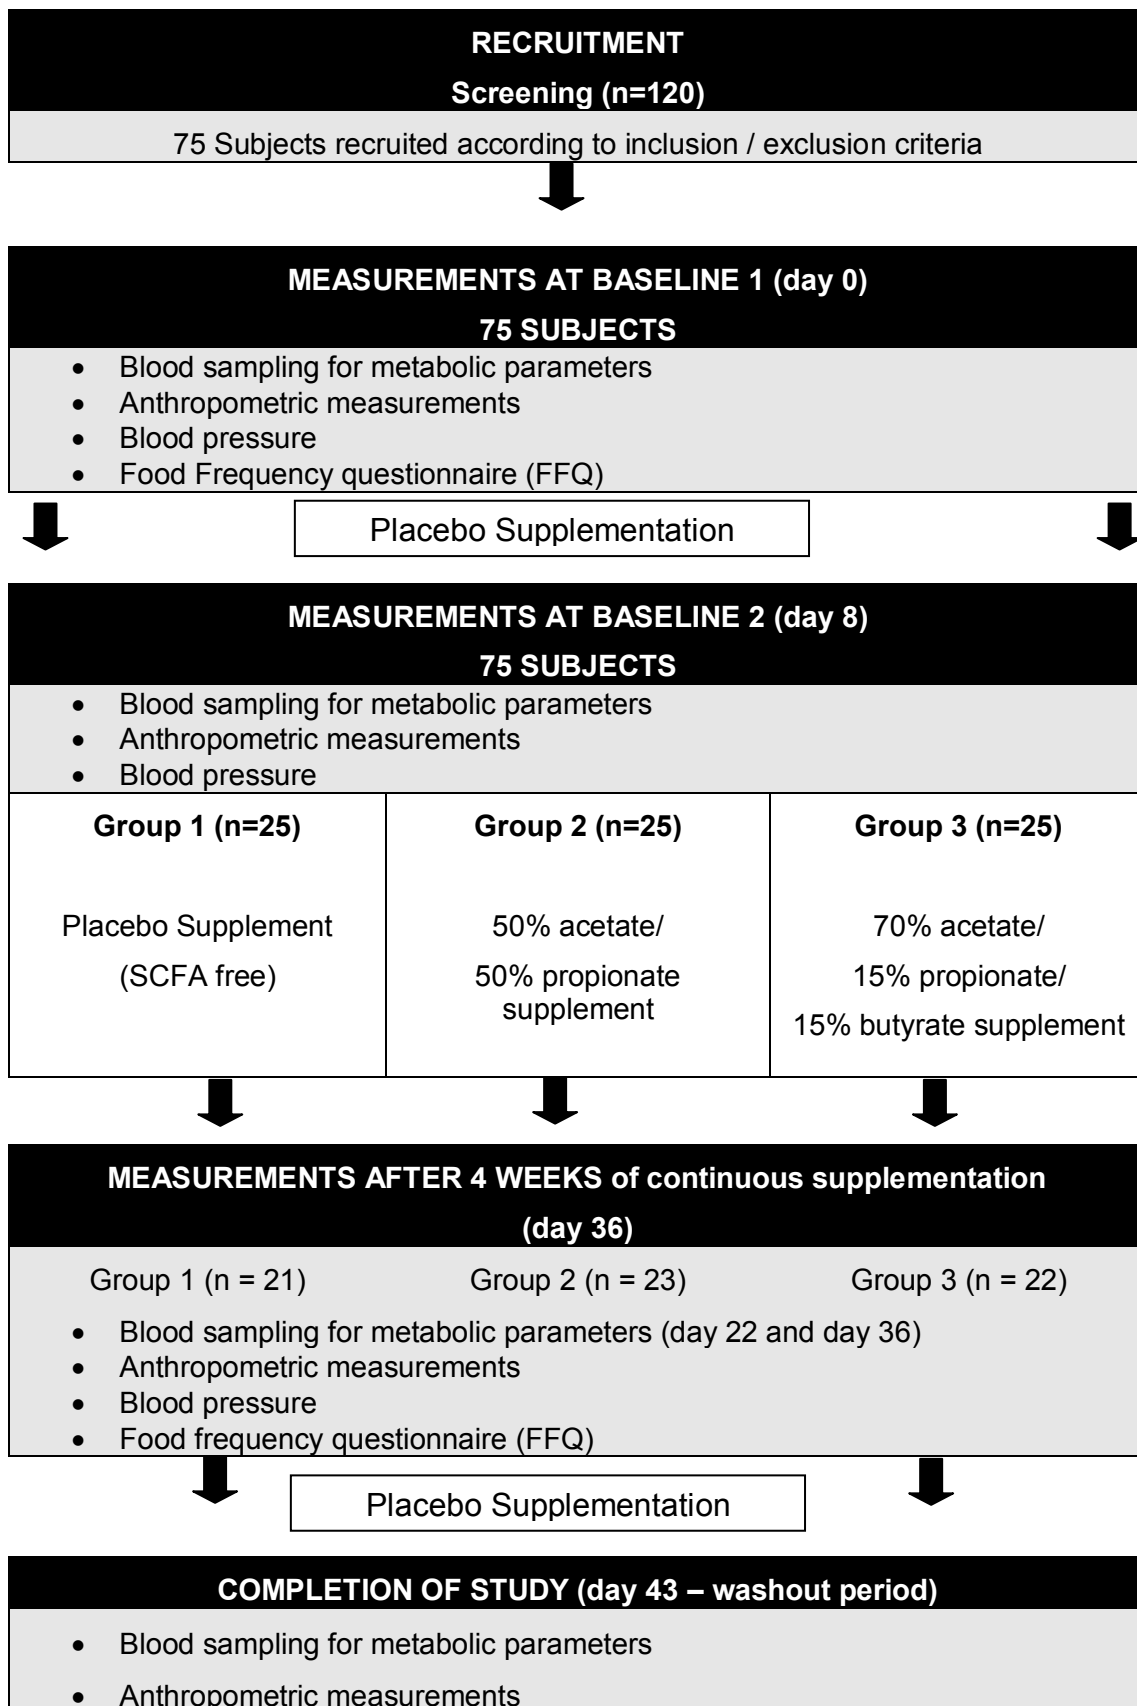 RECRUITMENT
Screening (n=120)
75 Subjects recruited according to inclusion / exclusion criteria
MEASUREMENTS AT BASELINE 1 (day 0)
75 SUBJECTS
• Blood sampling for metabolic parameters
• Anthropometric measurements
• Blood pressure
• Food Frequency questionnaire (FFQ)
Placebo Supplementation
MEASUREMENTS AT BASELINE 2 (day 8)
75 SUBJECTS
• Blood sampling for metabolic parameters
• Anthropometric measurements
• Blood pressure
Group 1 (n=25)
Placebo Supplement
(SCFA free)
Group 2 (n=25)
50% acetate/
50% propionate
supplement
Group 3 (n=25)
70% acetate/
15% propionate/
15% butyrate supplement
MEASUREMENTS AFTER 4 WEEKS of continuous supplementation
(day 36)
Group 1 (n = 21) Group 2 (n = 23) Group 3 (n = 22)
• Blood sampling for metabolic parameters (day 22 and day 36)
• Anthropometric measurements
• Blood pressure
• Food frequency questionnaire (FFQ)
Placebo Supplementation
COMPLETION OF STUDY (day 43 – washout period)
• Blood sampling for metabolic parameters
• Anthropometric measurements